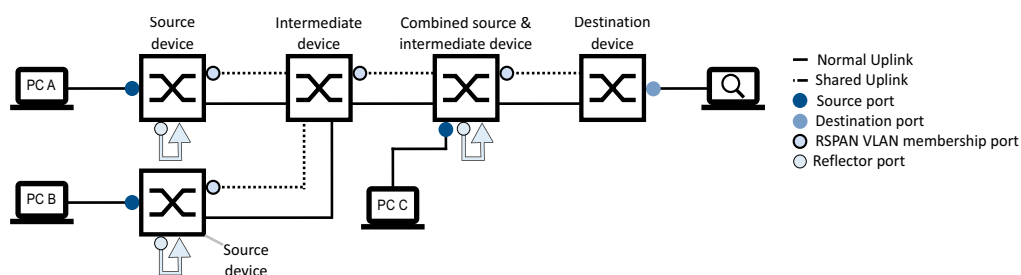 Source
device
Intermediate
device
Combined source &
intermediate device
Destination
device
PC A
PC B
PC C
Source
device
Normal Uplink
Shared Uplink
Source port
Destination port
RSPAN VLAN membership port
Reflector port